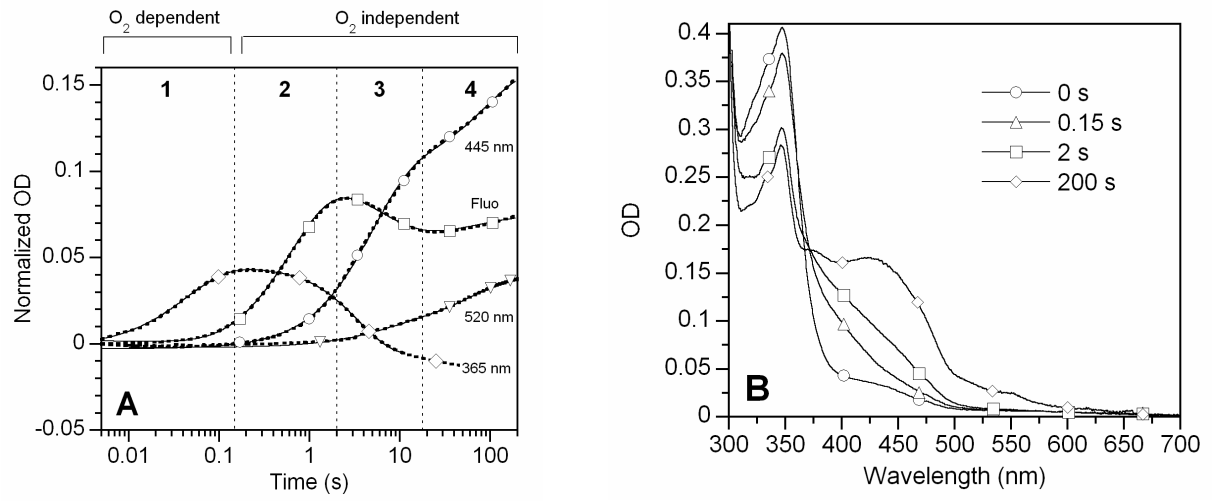 O2 dependent
O2 independent
1 2 3 4
0.15
0.1
0.05
0
-0.05
Normalized OD
445 nm
Fluo
520 nm
365 nm
A
0.01 0.1 1 10 100
Time (s)
0.4
0.35
0.3
0.25
0.2
0.15
0.1
0.05
0
OD
0 s
0.15 s
2 s
200 s
B
300 350 400 450 500 550 600 650 700
Wavelength (nm)